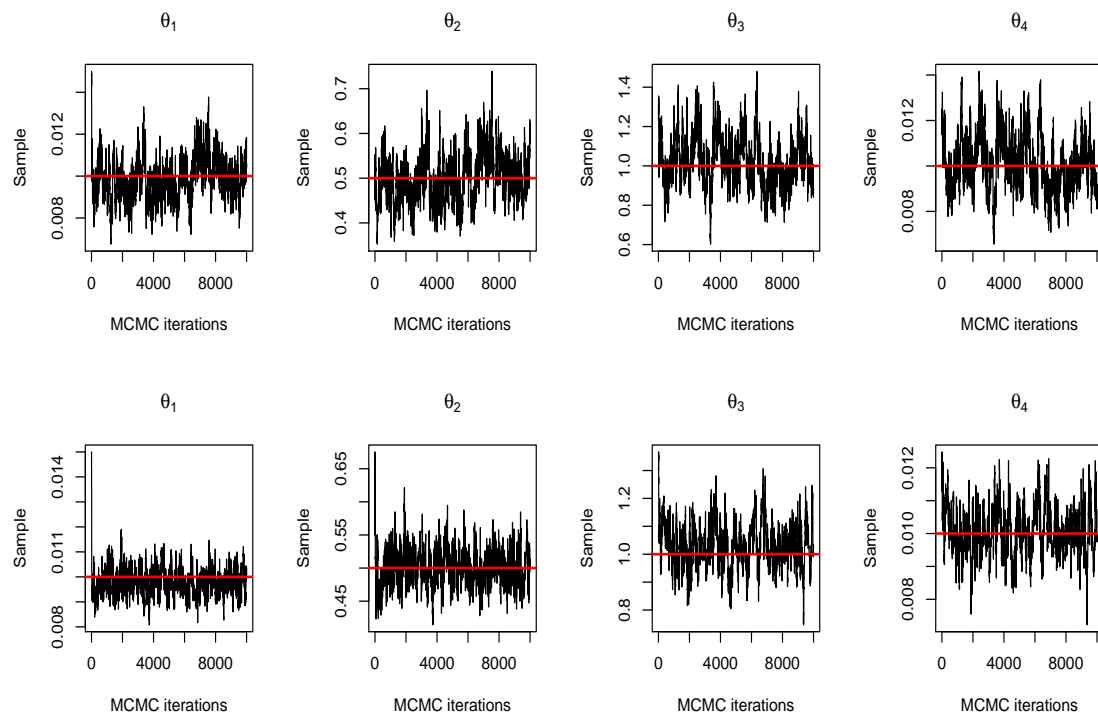 θ1 θ2 θ3 θ4
Sample Sample Sample Sample
0.008 0.012
0.4 0.5 0.6 0.7
0.6 0.8 1.0 1.2 1.4
0.008 0.012
0 4000 8000 0 4000 8000 0 4000 8000 0 4000 8000
MCMC iterations MCMC iterations MCMC iterations MCMC iterations
θ1 θ2 θ3 θ4
Sample Sample Sample Sample
0.008 0.011 0.014
0.45 0.55 0.65
0.8 1.0 1.2
0.008 0.010 0.012
0 4000 8000 0 4000 8000 0 4000 8000 0 4000 8000
MCMC iterations MCMC iterations MCMC iterations MCMC iterations